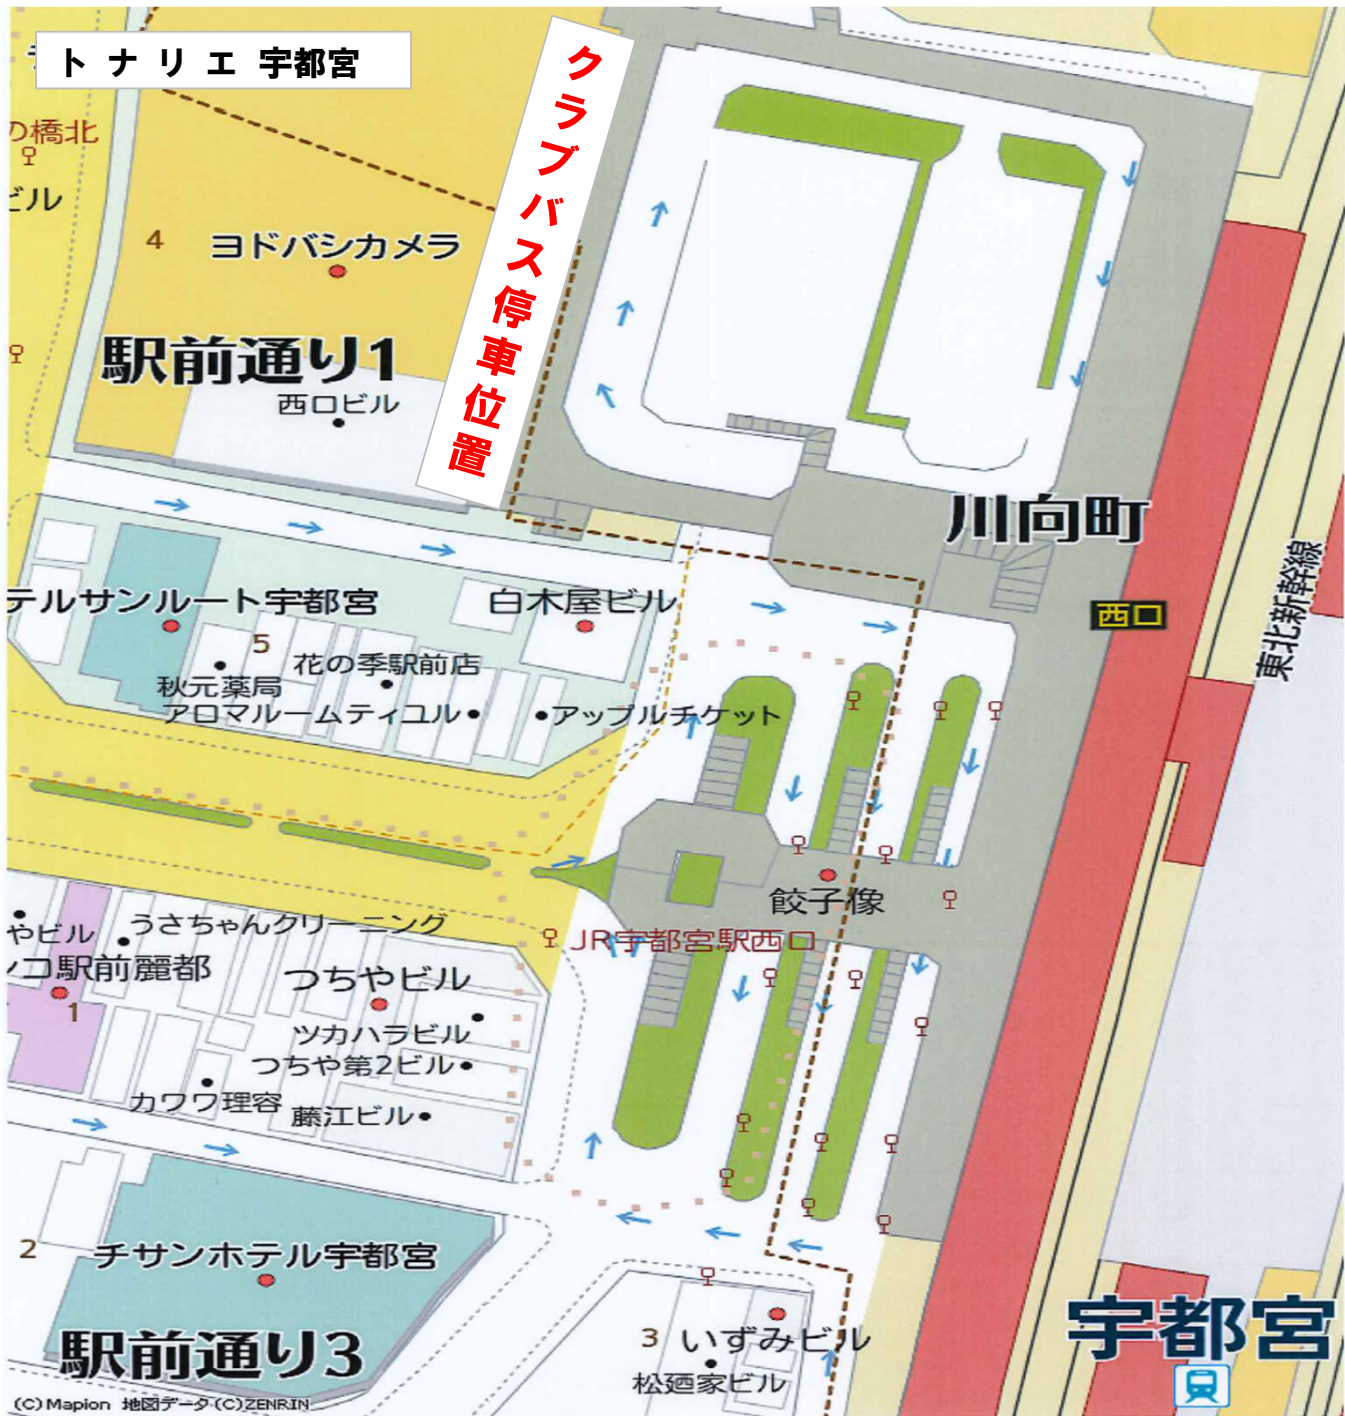 トナリエ 宇都宮
クラブバス停車位置
の橋北
ビル
4
ヨドバシカメラ
駅前通り1
西口ビル
川向町
東北新幹線
西口
テルサンルート宇都宮
白木屋ビル
5
花の季駅前店
秋元薬局
アロマルームティユル
アップルチケット
餃子像
JR宇都宮駅西口
やビル
うさちゃんクリーニング
ンコ駅前麗都
つちやビル
1
ツカハラビル
つちや第2ビル
カワワ理容
藤江ビル
2
チサンホテル宇都宮
駅前通り3
3
いずみビル
松廼家ビル
宇都宮
(C)Mapion 地図データ(C)ZENRIN